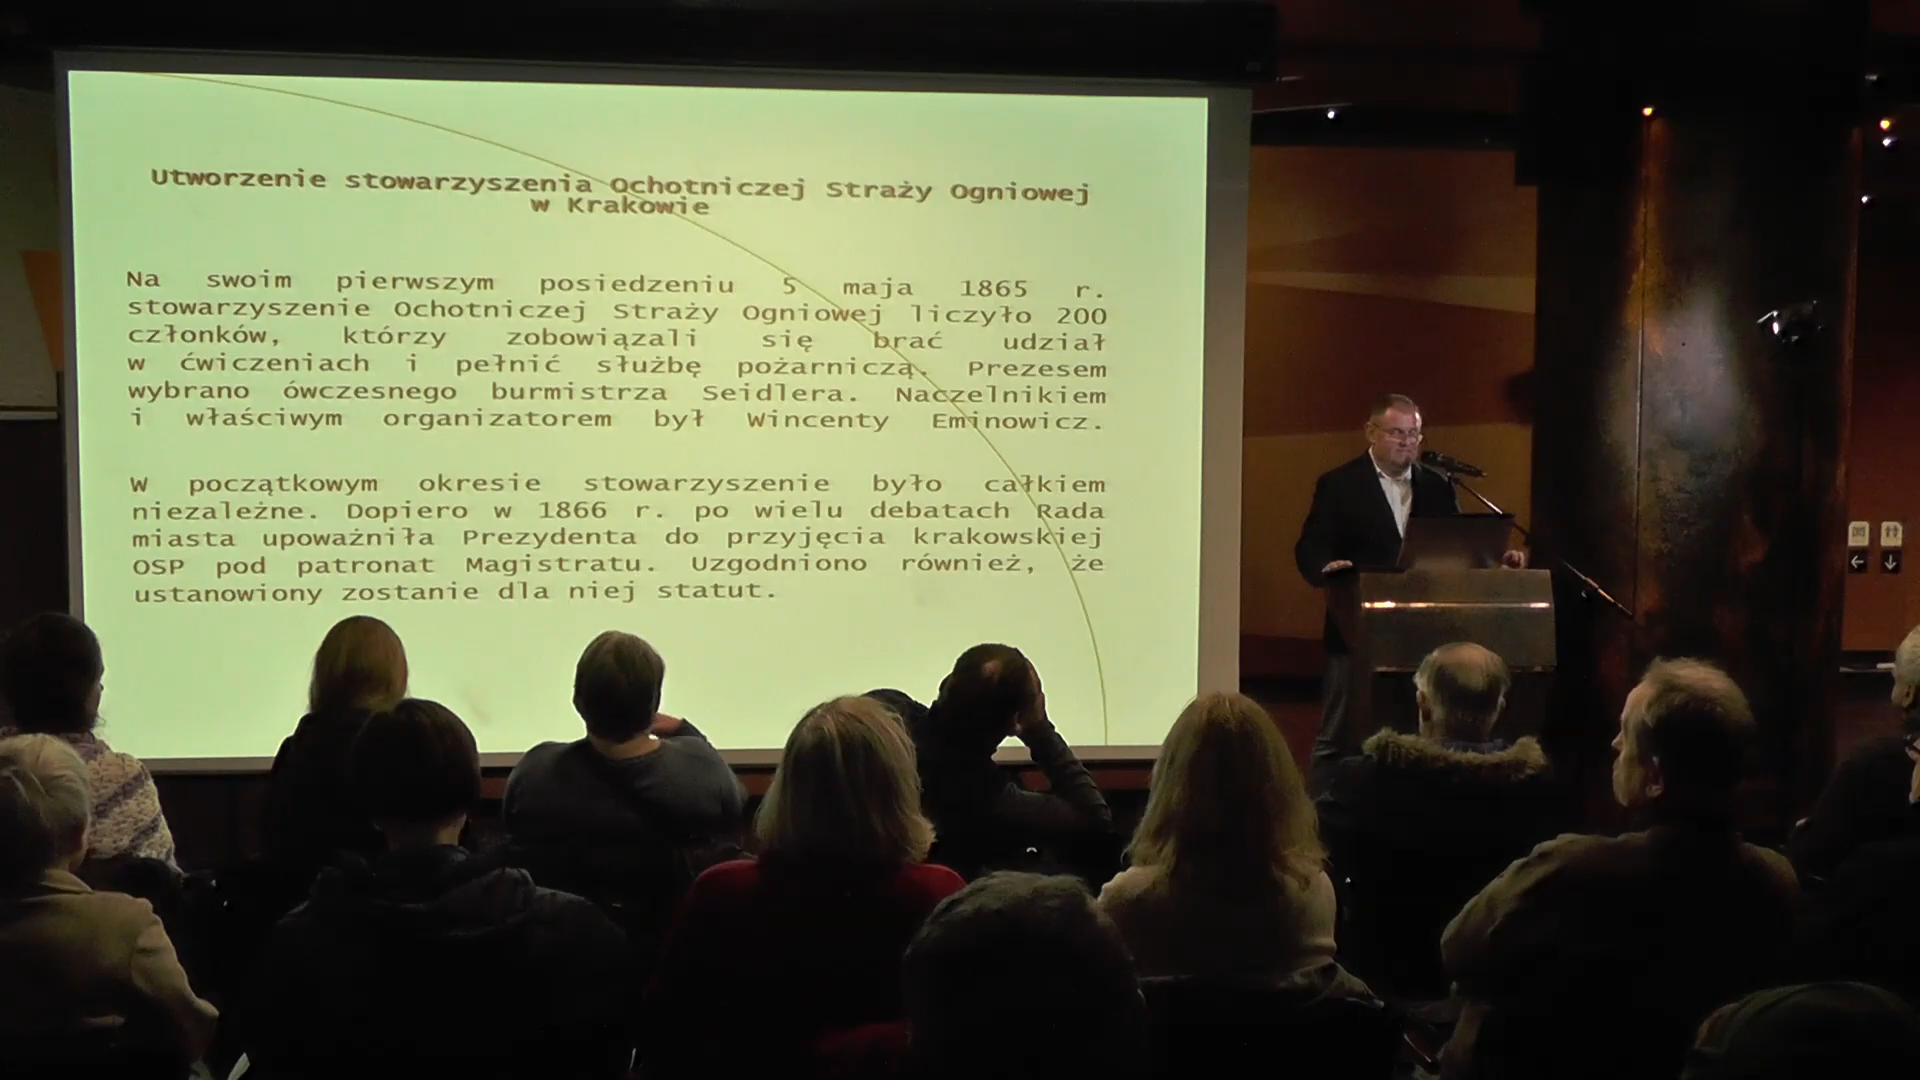 Utworzenie stowarzyszenia Ochotniczej Straży Ogniowej
w Krakowie
Na swoim pierwszym posiedzeniu 5 maja 1865 r.
stowarzyszenie Ochotniczej Straży Ogniowej liczyło 200
członków, którzy zobowiązali się brać udział
w ćwiczeniach i pełnić służbę pożarniczą. Prezesem
wybrano ówczesnego burmistrza Seidlera. Naczelnikiem
i właściwym organizatorem był Wincenty Eminowicz.
W początkowym okresie stowarzyszenie było całkiem
niezależne. Dopiero w 1866 r. po wielu debatach Rada
miasta upoważniła Prezydenta do przyjęcia krakowskiej
OSP pod patronat Magistratu. Uzgodniono również, że
ustanowiony zostanie dla niej statut.